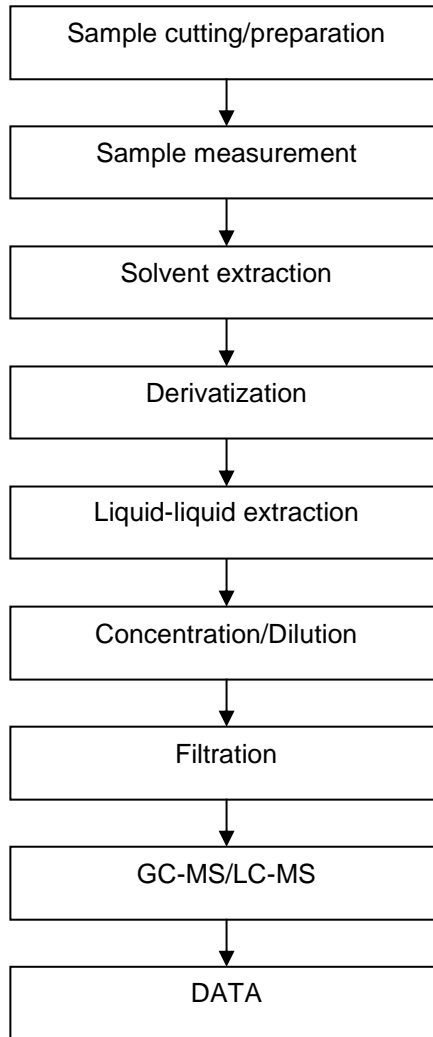 Sample cutting/preparation
Sample measurement
Solvent extraction
Derivatization
Liquid-liquid extraction
Concentration/Dilution
Filtration
GC-MS/LC-MS
DATA